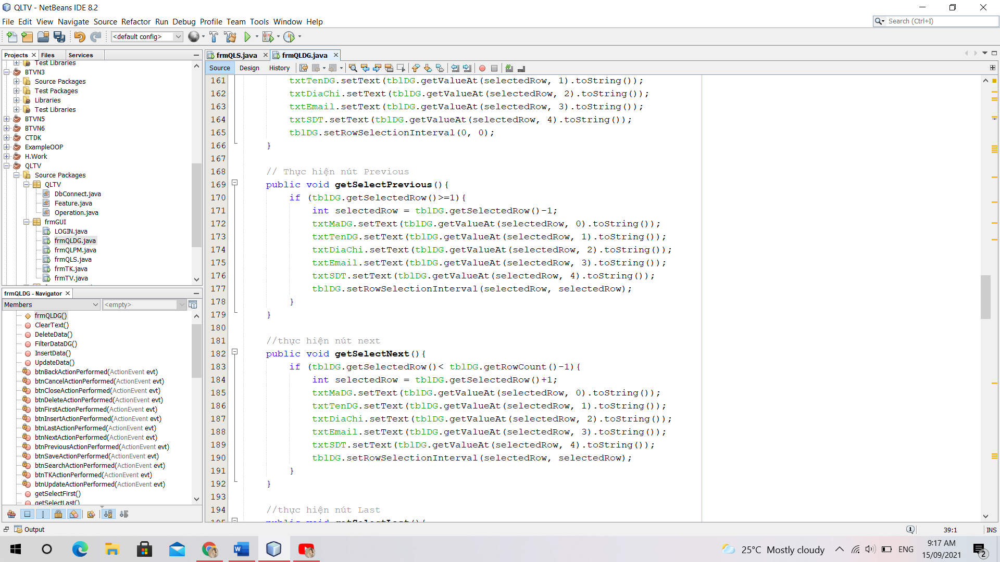 QLTV - NetBeans IDE 8.2
File Edit View Navigate Source Refactor Run Debug Profile Team Tools Window Help
Search (Ctrl+I)
<default config>
Projects Files Services
Test Libraries
BTVN3
Source Packages
Test Packages
Libraries
Test Libraries
BTVN5
BTVN6
CTDK
ExampleOOP
H.Work
QLTV
Source Packages
QLTV
DbConnect.java
Feature.java
Operation.java
frmGUI
LOGIN.java
frmQLDG.java
frmQLPM.java
frmQLS.java
frmTK.java
frmTV.java
frmQLDG - Navigator
Members <empty>
frmQLDG()
ClearText()
DeleteData()
FilterDataDG()
InsertData()
UpdateData()
btnBackActionPerformed(ActionEvent evt)
btnCancelActionPerformed(ActionEvent evt)
btnCloseActionPerformed(ActionEvent evt)
btnDeleteActionPerformed(ActionEvent evt)
btnFirstActionPerformed(ActionEvent evt)
btnInsertActionPerformed(ActionEvent evt)
btnLastActionPerformed(ActionEvent evt)
btnNextActionPerformed(ActionEvent evt)
btnPreviousActionPerformed(ActionEvent evt)
btnSaveActionPerformed(ActionEvent evt)
btnSearchActionPerformed(ActionEvent evt)
btnTKActionPerformed(ActionEvent evt)
btnUpdateActionPerformed(ActionEvent evt)
getSelectFirst()
getSelectLast()
frmQLS.java frmQLDG.java
Source Design History
161 txtTenDG.setText(tblDG.getValueAt(selectedRow, 1).toString());
162 txtDiaChi.setText(tblDG.getValueAt(selectedRow, 2).toString());
163 txtEmail.setText(tblDG.getValueAt(selectedRow, 3).toString());
164 txtSDT.setText(tblDG.getValueAt(selectedRow, 4).toString());
165 tblDG.setRowSelectionInterval(0, 0);
166 }
167
168 // Thực hiện nút Previous
169 public void getSelectPrevious(){
170 if (tblDG.getSelectedRow()>=1){
171 int selectedRow = tblDG.getSelectedRow()-1;
172 txtMaDG.setText(tblDG.getValueAt(selectedRow, 0).toString());
173 txtTenDG.setText(tblDG.getValueAt(selectedRow, 1).toString());
174 txtDiaChi.setText(tblDG.getValueAt(selectedRow, 2).toString());
175 txtEmail.setText(tblDG.getValueAt(selectedRow, 3).toString());
176 txtSDT.setText(tblDG.getValueAt(selectedRow, 4).toString());
177 tblDG.setRowSelectionInterval(selectedRow, selectedRow);
178 }
179 }
180
181 //thực hiện nút next
182 public void getSelectNext(){
183 if (tblDG.getSelectedRow()< tblDG.getRowCount()-1){
184 int selectedRow = tblDG.getSelectedRow()+1;
185 txtMaDG.setText(tblDG.getValueAt(selectedRow, 0).toString());
186 txtTenDG.setText(tblDG.getValueAt(selectedRow, 1).toString());
187 txtDiaChi.setText(tblDG.getValueAt(selectedRow, 2).toString());
188 txtEmail.setText(tblDG.getValueAt(selectedRow, 3).toString());
189 txtSDT.setText(tblDG.getValueAt(selectedRow, 4).toString());
190 tblDG.setRowSelectionInterval(selectedRow, selectedRow);
191 }
192 }
193
194 //thực hiện nút Last
195 public void getSelectLast(){
Output
1 39:1 INS
25°C Mostly cloudy
ENG
9:17 AM
15/09/2021
2